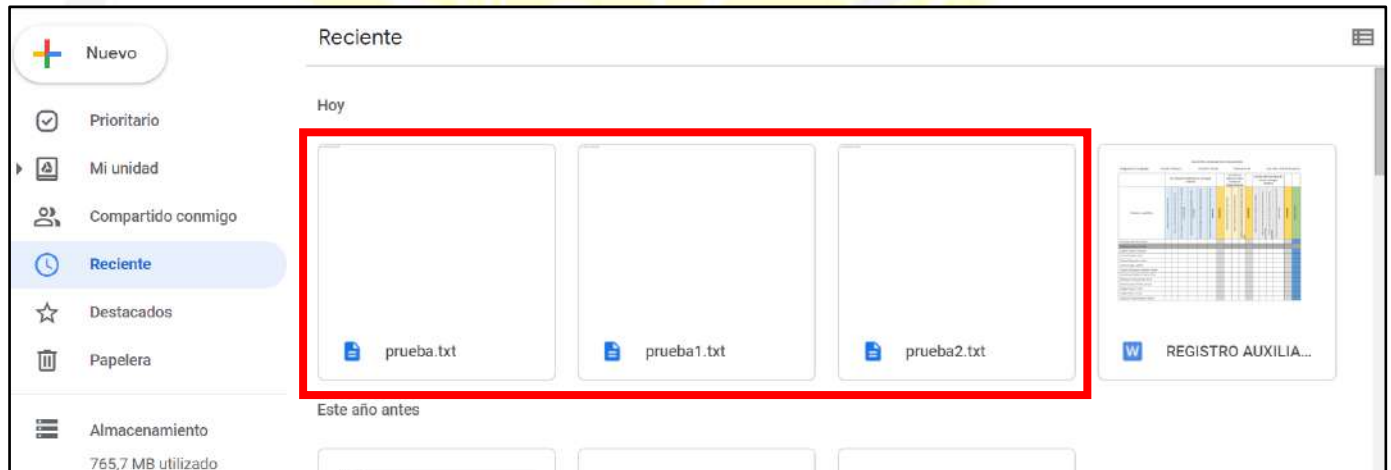 Nuevo
Prioritario
Mi unidad
Compartido conmigo
Reciente
Destacados
Papelera
Almacenamiento
765,7 MB utilizado
Reciente
Hoy
prueba.txt
prueba1.txt
prueba2.txt
W REGISTRO AUXILIA...
Este año antes